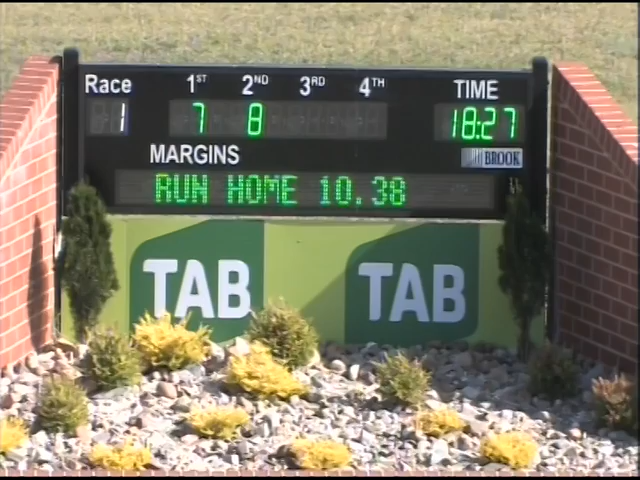 Race 1ST 2ND 3RD 4TH TIME
1 7 8 18:27
MARGINS BROOK
RUN HOME 10.38
TAB TAB